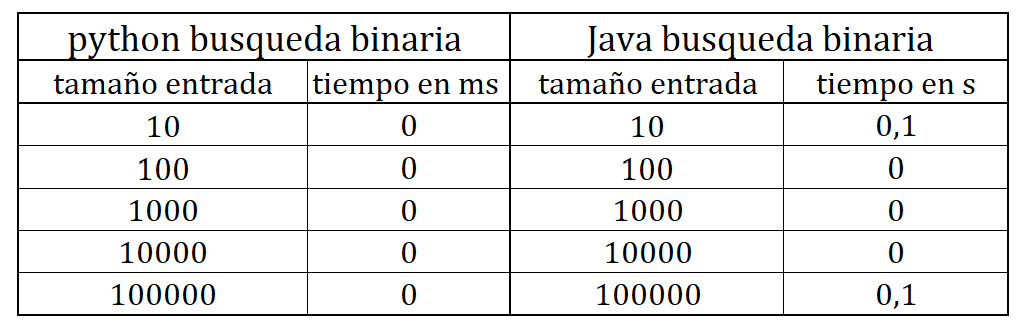 python busqueda binaria Java busqueda binaria
tamaño entrada tiempo en ms tamaño entrada tiempo en s
10 0 10 0,1
100 0 100 0
1000 0 1000 0
10000 0 10000 0
100000 0 100000 0,1